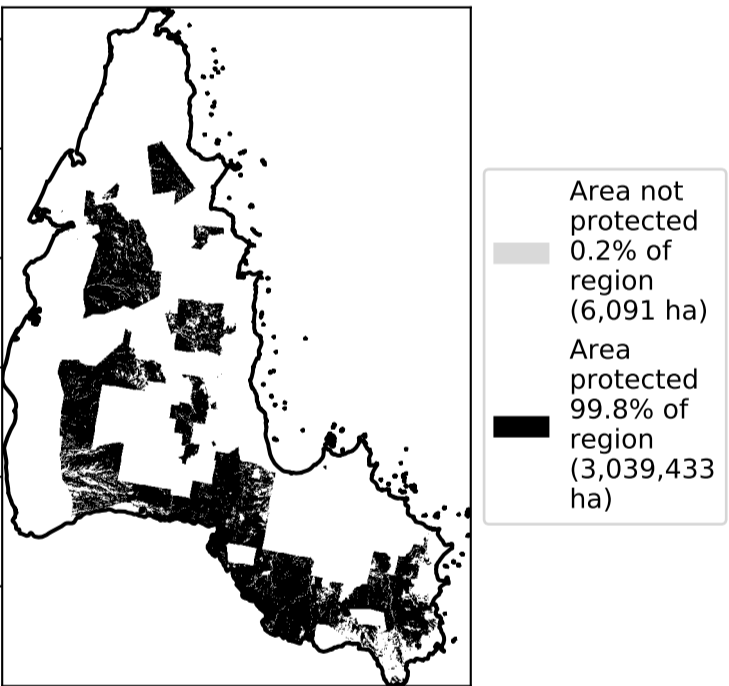 Area not
protected
0.2% of
region
(6,091 ha)
Area
protected
99.8% of
region
(3,039,433
ha)